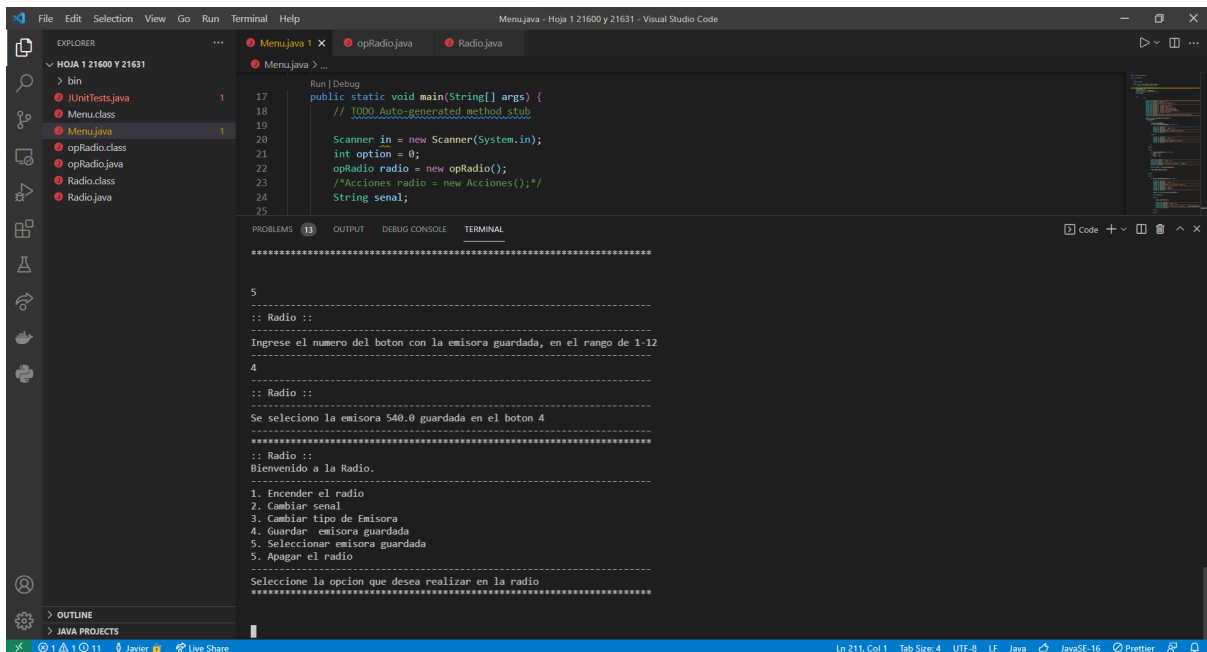 File Edit Selection View Go Run Terminal Help
Menu.java - Hoja 1 21600 y 21631 - Visual Studio Code
EXPLORER
HOJA 1 21600 Y 21631
bin
JUnitTests.java 1
Menu.class
Menu.java 1
opRadio.class
opRadio.java
Radio.class
Radio.java
OUTLINE
JAVA PROJECTS
Menu.java 1 opRadio.java Radio.java
Menu.java > ...
Run | Debug
17 public static void main(String[] args) {
18 // TODO Auto-generated method stub
19
20 Scanner in = new Scanner(System.in);
21 int option = 0;
22 opRadio radio = new opRadio();
23 /*Acciones radio = new Acciones();*/
24 String senal;
25
PROBLEMS 13 OUTPUT DEBUG CONSOLE TERMINAL
Code
5
:: Radio ::
Ingrese el numero del boton con la emisora guardada, en el rango de 1-12
4
:: Radio ::
Se seleciono la emisora 540.0 guardada en el boton 4
:: Radio ::
Bienvenido a la Radio.
1. Encender el radio
2. Cambiar senal
3. Cambiar tipo de Emisora
4. Guardar  emisora guardada
5. Seleccionar emisora guardada
5. Apagar el radio
Seleccione la opcion que desea realizar en la radio
1 1 11 Javier Live Share
Ln 211, Col 1 Tab Size: 4 UTF-8 LF Java JavaSE-16 Prettier